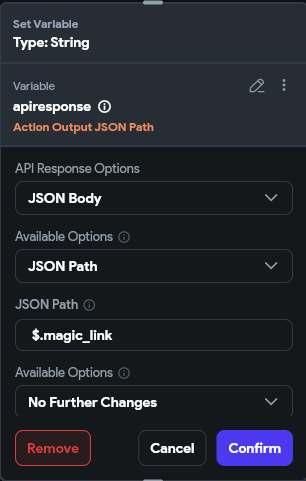 Set Variable
Type: String
Variable
apiresponse
Action Output JSON Path
API Response Options
JSON Body
Available Options
JSON Path
JSON Path
$.magic_link
Available Options
No Further Changes
Remove Cancel Confirm